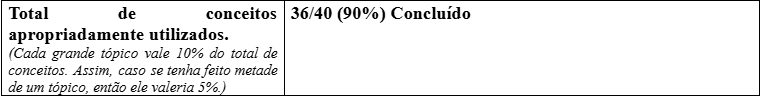 Total de conceitos 36/40 (90%) Concluído
apropriadamente utilizados.
(Cada grande tópico vale 10% do total de
conceitos. Assim, caso se tenha feito metade
de um tópico, então ele valeria 5%.)